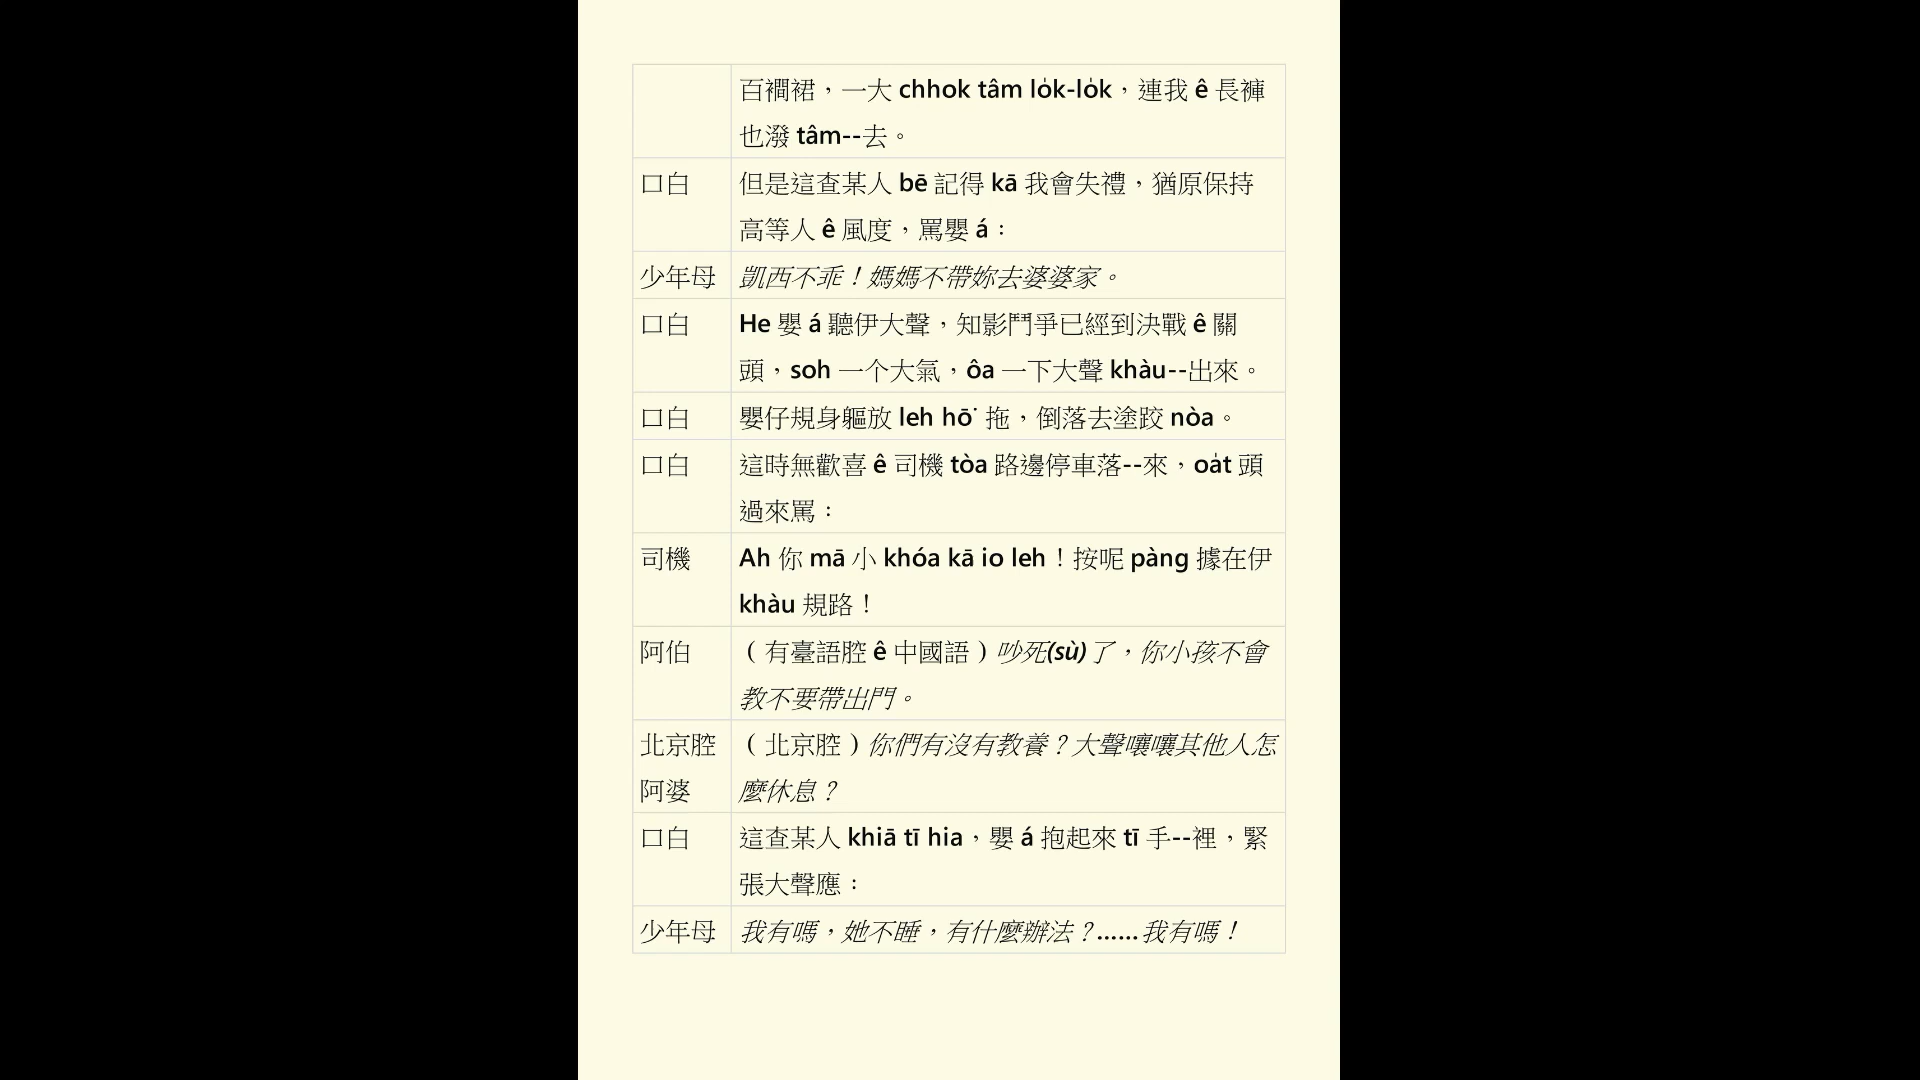 百襉裙，一大 chhok tâm lo̍k-lo̍k，連我 ê 長褲
也潑 tâm--去。
口白 但是這查某人 bē 記得 kā 我會失禮，猶原保持
高等人 ê 風度，罵嬰 á：
少年母 凱西不乖！媽媽不帶妳去婆婆家。
口白 He 嬰 á 聽伊大聲，知影鬥爭已經到決戰 ê 關
頭，soh 一个大氣，ôa 一下大聲 khàu--出來。
口白 嬰仔規身軀放 leh hō͘ 拖，倒落去塗跤 nòa。
口白 這時無歡喜 ê 司機 tòa 路邊停車落--來，oa̍t 頭
過來罵：
司機 Ah 你 mā 小 khóa kā io leh！按呢 pàng 據在伊
khàu 規路！
阿伯 （有臺語腔 ê 中國語）吵死(sù)了，你小孩不會
教不要帶出門。
北京腔 （北京腔）你們有沒有教養？大聲嚷嚷其他人怎
阿婆 麼休息？
口白 這查某人 khiā tī hia，嬰 á 抱起來 tī 手--裡，緊
張大聲應：
少年母 我有嗎，她不睡，有什麼辦法？……我有嗎！